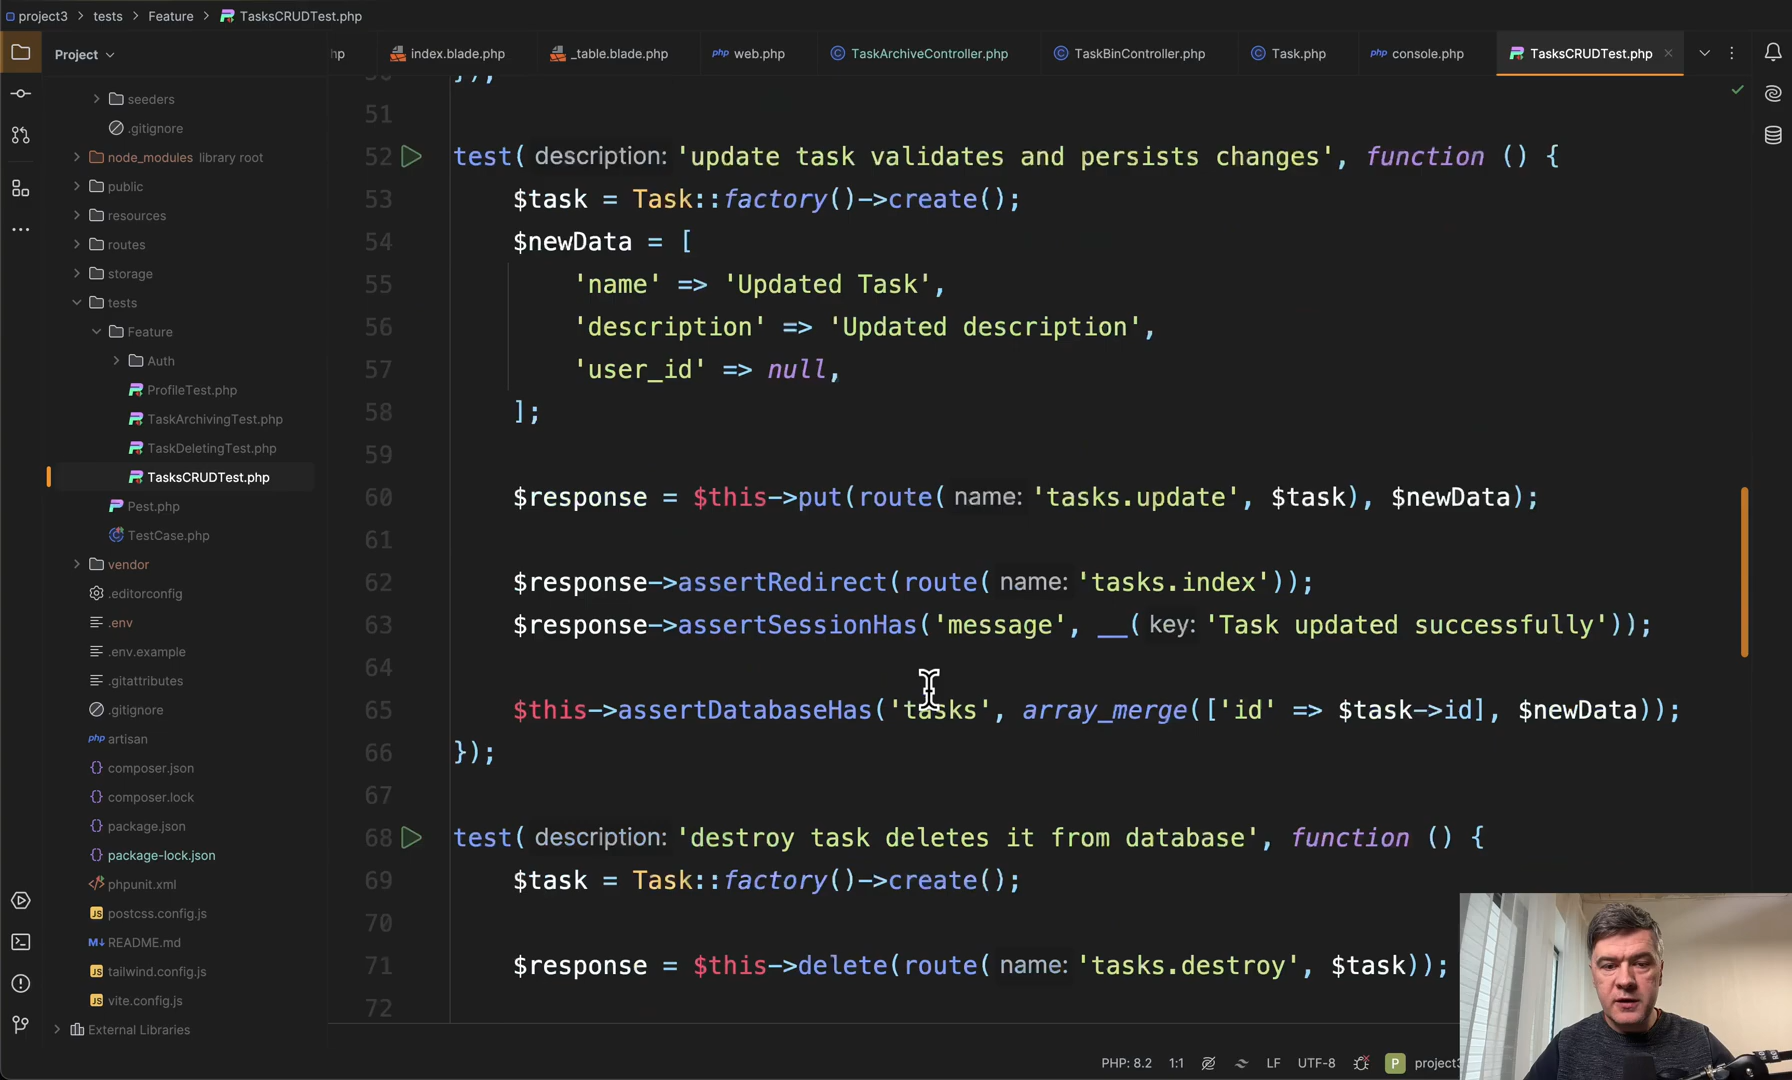 project3 > tests > Feature > TasksCRUDTest.php
Project
hp
index.blade.php
_table.blade.php
php web.php
TaskArchiveController.php
TaskBinController.php
Task.php
php console.php
TasksCRUDTest.php
seeders
.gitignore
node_modules library root
public
resources
routes
storage
tests
Feature
Auth
ProfileTest.php
TaskArchivingTest.php
TaskDeletingTest.php
TasksCRUDTest.php
Pest.php
TestCase.php
vendor
.editorconfig
.env
.env.example
.gitattributes
.gitignore
php artisan
composer.json
composer.lock
package.json
package-lock.json
phpunit.xml
JS postcss.config.js
M↓ README.md
JS tailwind.config.js
JS vite.config.js
External Libraries
50 });
51
52 test( description: 'update task validates and persists changes', function () {
53 $task = Task::factory()->create();
54 $newData = [
55 'name' => 'Updated Task',
56 'description' => 'Updated description',
57 'user_id' => null,
58 ];
59
60 $response = $this->put(route( name: 'tasks.update', $task), $newData);
61
62 $response->assertRedirect(route( name: 'tasks.index'));
63 $response->assertSessionHas('message', __( key: 'Task updated successfully'));
64
65 $this->assertDatabaseHas('tasks', array_merge(['id' => $task->id], $newData));
66 });
67
68 test( description: 'destroy task deletes it from database', function () {
69 $task = Task::factory()->create();
70
71 $response = $this->delete(route( name: 'tasks.destroy', $task));
72
PHP: 8.2 1:1 LF UTF-8 P project3